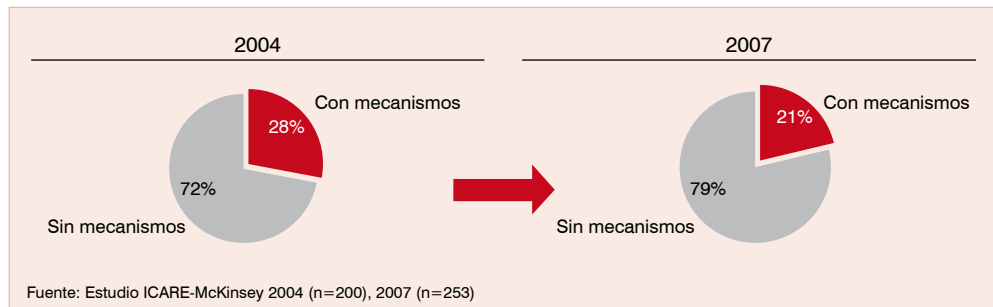 2004
Con mecanismos
28%
72%
Sin mecanismos
2007
Con mecanismos
21%
79%
Sin mecanismos
Fuente: Estudio ICARE-McKinsey 2004 (n=200), 2007 (n=253)